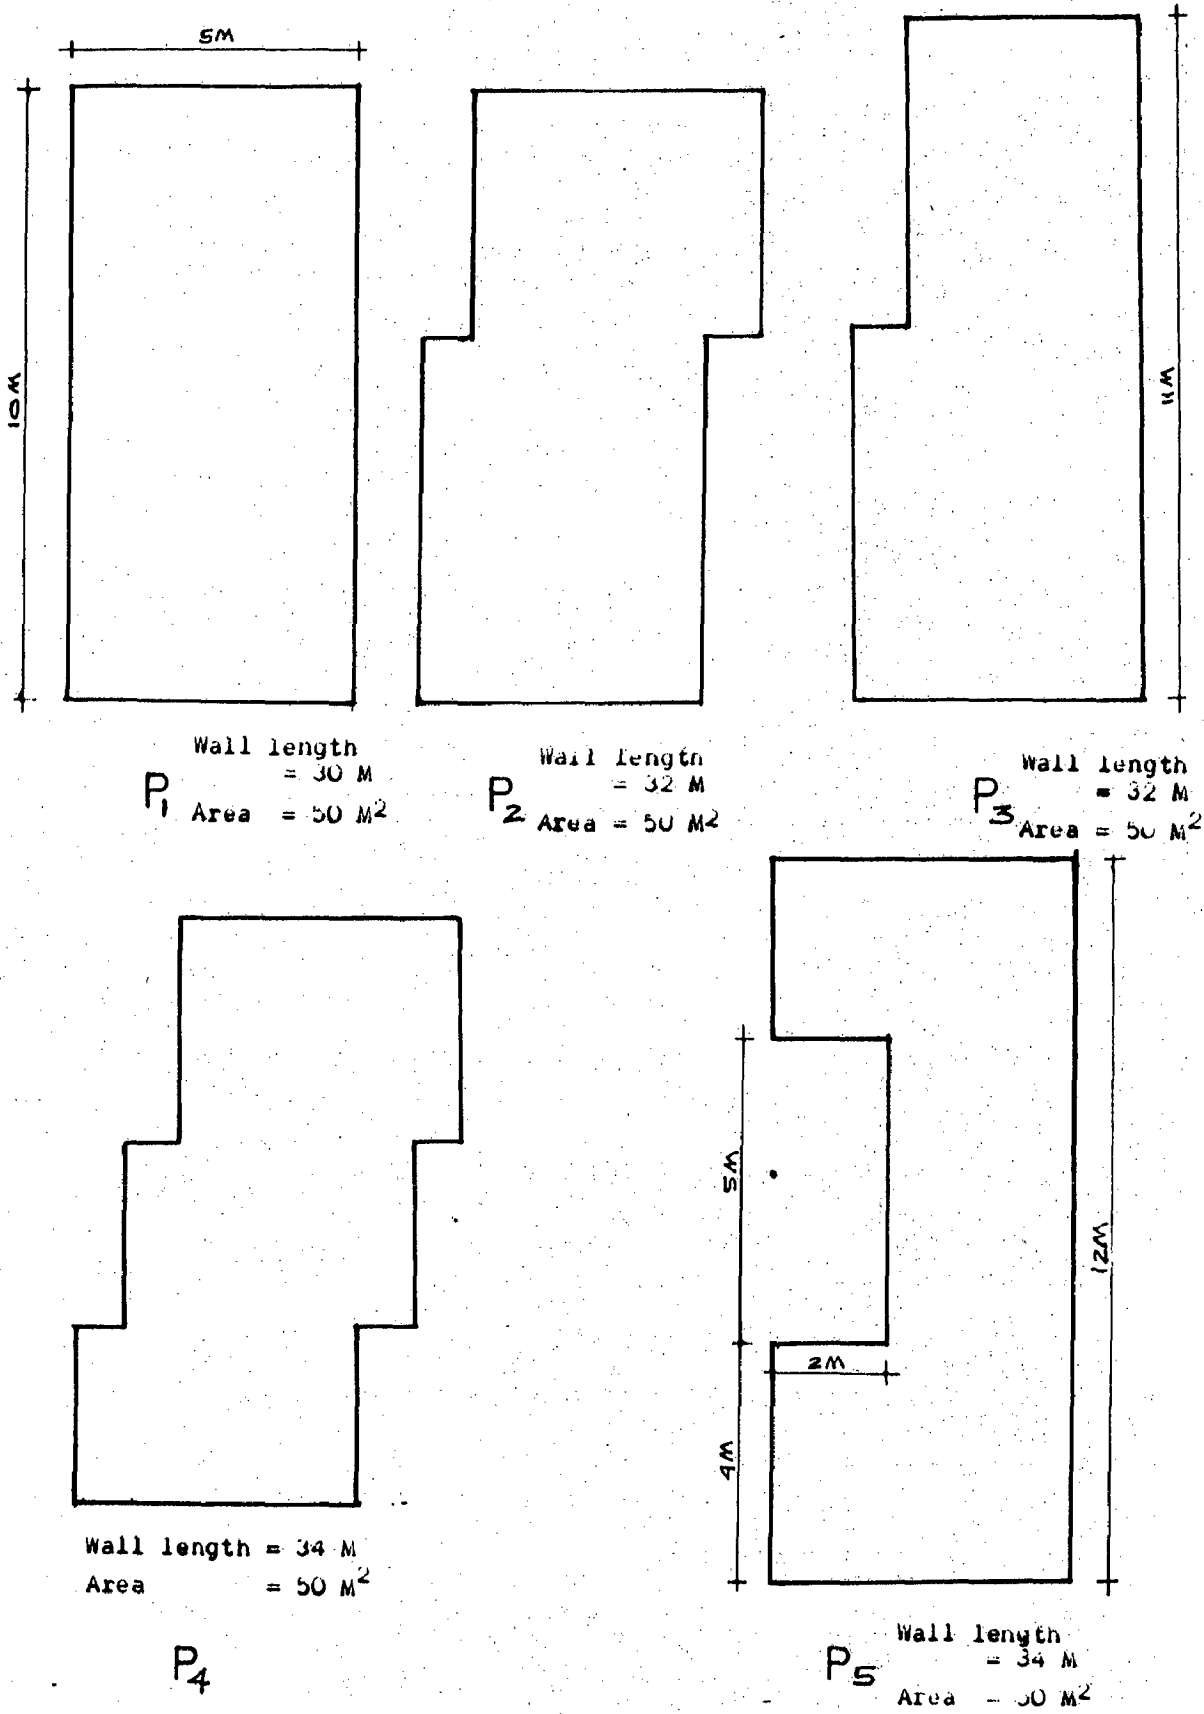 5M
10M
11M
Wall length
= 30 M
P1 Area = 50 M²
Wall length
= 32 M
P2 Area = 50 M²
Wall length
= 32 M
P3 Area = 50 M²
5M
2M
4M
12M
Wall length = 34 M
Area = 50 M²
P4
Wall length
= 34 M
P5
Area = 50 M²